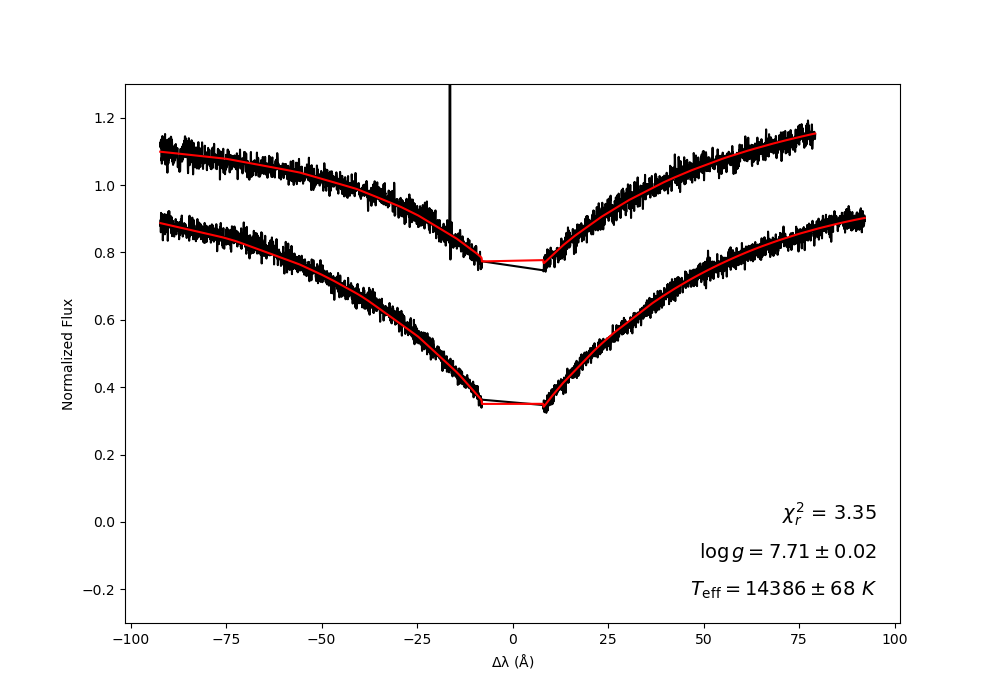 1.2
1.0
0.8
0.6
0.4
0.2
0.0
−0.2
Normalized Flux
χ²ᵣ = 3.35
log g = 7.71 ± 0.02
T_eff = 14386 ± 68 K
−100 −75 −50 −25 0 25 50 75 100
Δλ (Å)